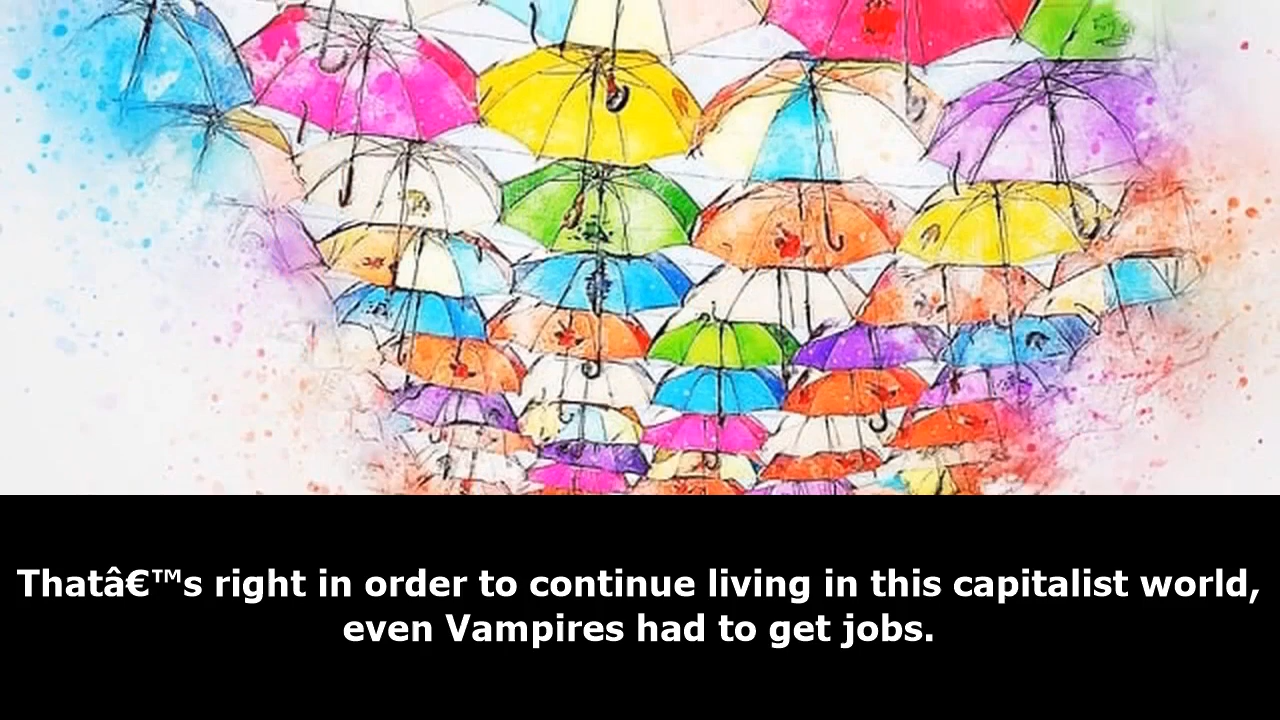 Thatâ€™s right in order to continue living in this capitalist world,
even Vampires had to get jobs.